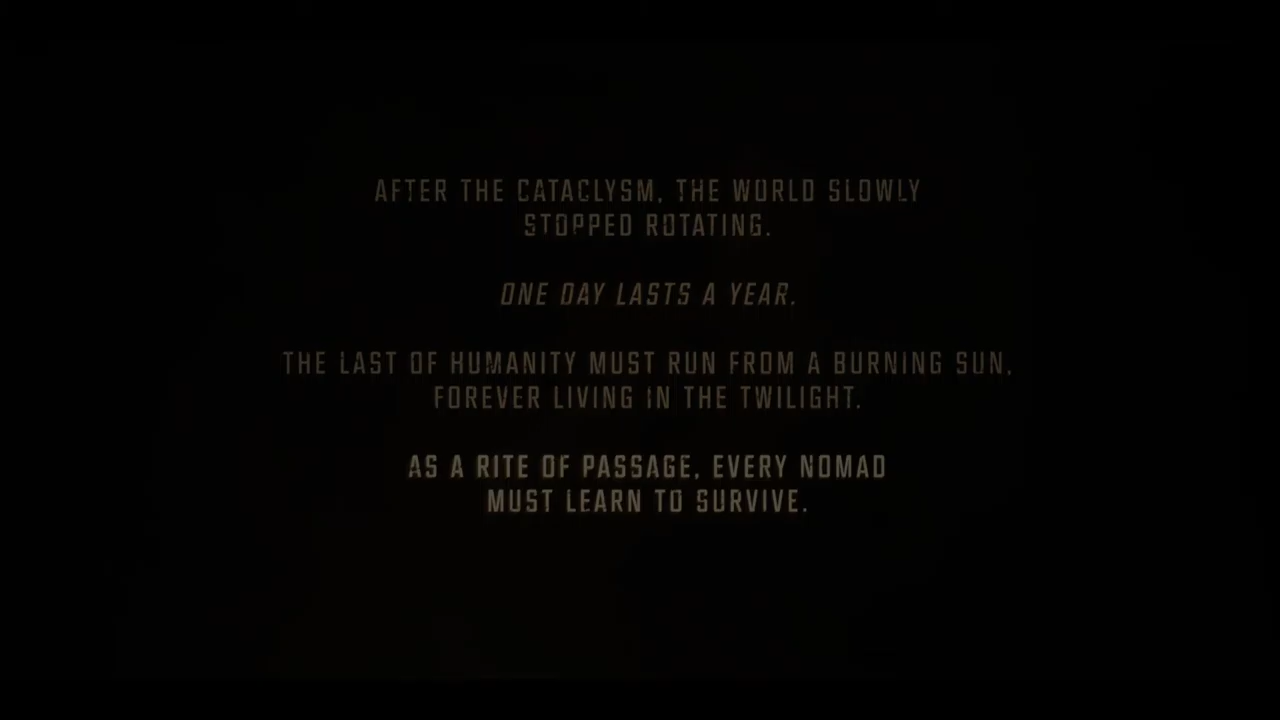 AFTER THE CATACLYSM, THE WORLD SLOWLY
STOPPED ROTATING.
ONE DAY LASTS A YEAR.
THE LAST OF HUMANITY MUST RUN FROM A BURNING SUN,
FOREVER LIVING IN THE TWILIGHT.
AS A RITE OF PASSAGE, EVERY NOMAD
MUST LEARN TO SURVIVE.